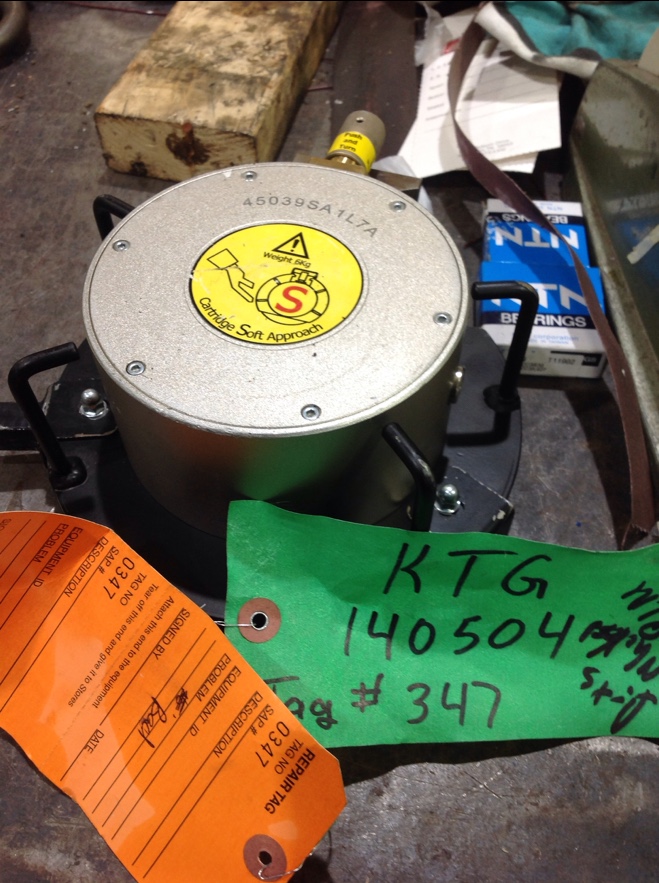 Push
and
Turn
45039SA1L7A
Weight 6Kg
S
Cartridge Soft Approach
NTN
BEARINGS
NTN
BEARINGS
KTG
140504
Tag # 347
EQUIPMENT ID
PROBLEM
DESCRIPTION
SAP #
0347
TAG NO
Tear off this end and give it to Stores
Attach this end to the equipment
SIGNED BY
DATE
PROBLEM
EQUIPMENT ID
DESCRIPTION
SAP #
0347
TAG NO
REPAIR TAG